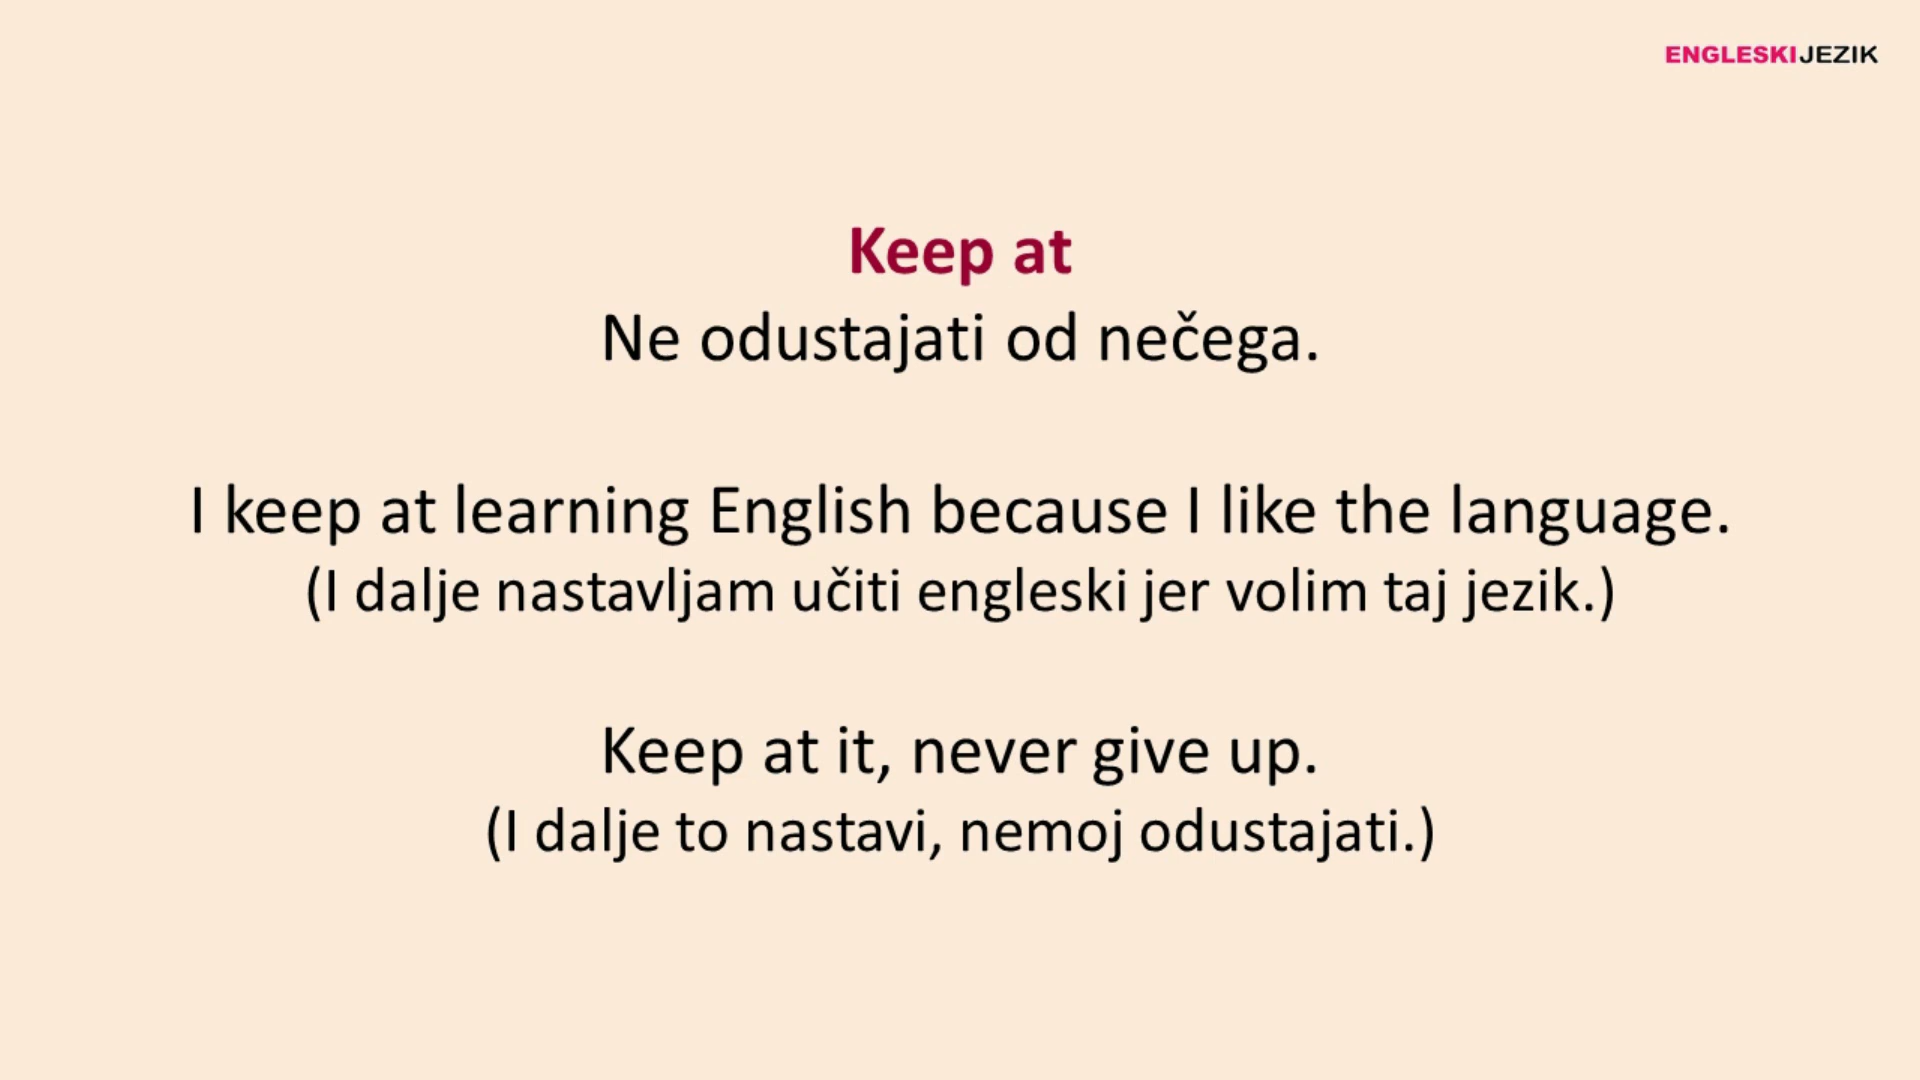 ENGLESKIJEZIK
Keep at
Ne odustajati od nečega.
I keep at learning English because I like the language.
(I dalje nastavljam učiti engleski jer volim taj jezik.)
Keep at it, never give up.
(I dalje to nastavi, nemoj odustajati.)